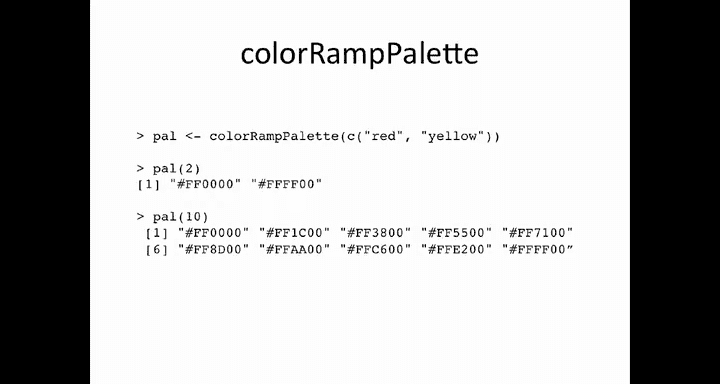 colorRampPalette
> pal <- colorRampPalette(c("red", "yellow"))
> pal(2)
[1] "#FF0000" "#FFFF00"
> pal(10)
[1] "#FF0000" "#FF1C00" "#FF3800" "#FF5500" "#FF7100"
[6] "#FF8D00" "#FFAA00" "#FFC600" "#FFE200" "#FFFF00”